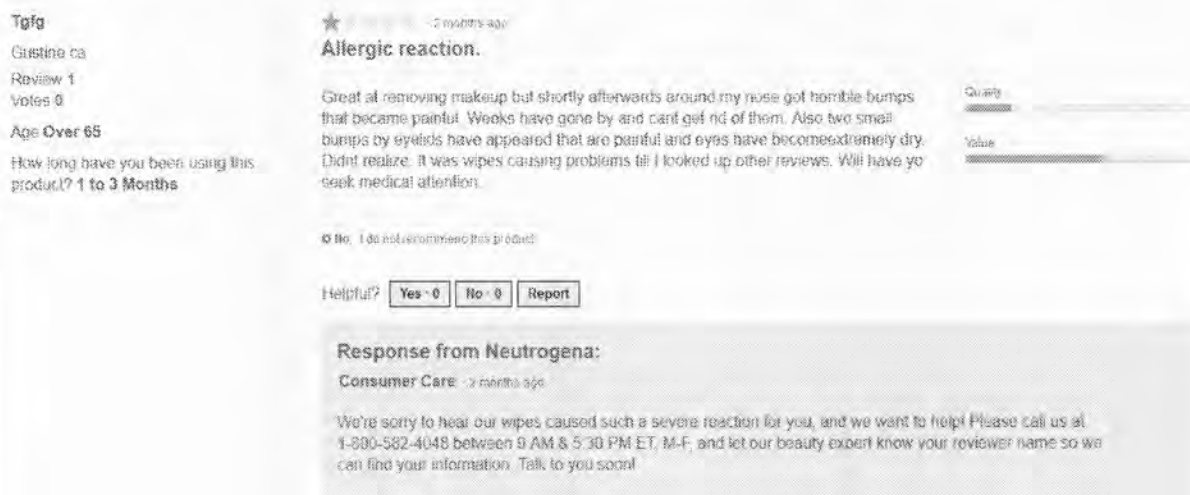 Tgfg
Gustine ca
Review 1
Votes 0
Age Over 65
How long have you been using this
product? 1 to 3 Months
2 months ago
Allergic reaction.
Great at removing makeup but shortly afterwards around my nose got horrible bumps
that became painful. Weeks have gone by and cant get rid of them. Also two small
bumps by eyelids have appeared that are painful and eyes have becomeextremely dry.
Didnt realize. It was wipes causing problems till I looked up other reviews. Will have yo
seek medical attention.
No, I do not recommend this product.
Helpful? Yes · 0 No · 0 Report
Quality
Value
Response from Neutrogena:
Consumer Care · 2 months ago
We're sorry to hear our wipes caused such a severe reaction for you, and we want to help! Please call us at
1-800-582-4048 between 9 AM & 5:30 PM ET, M-F, and let our beauty expert know your reviewer name so we
can find your information. Talk to you soon!